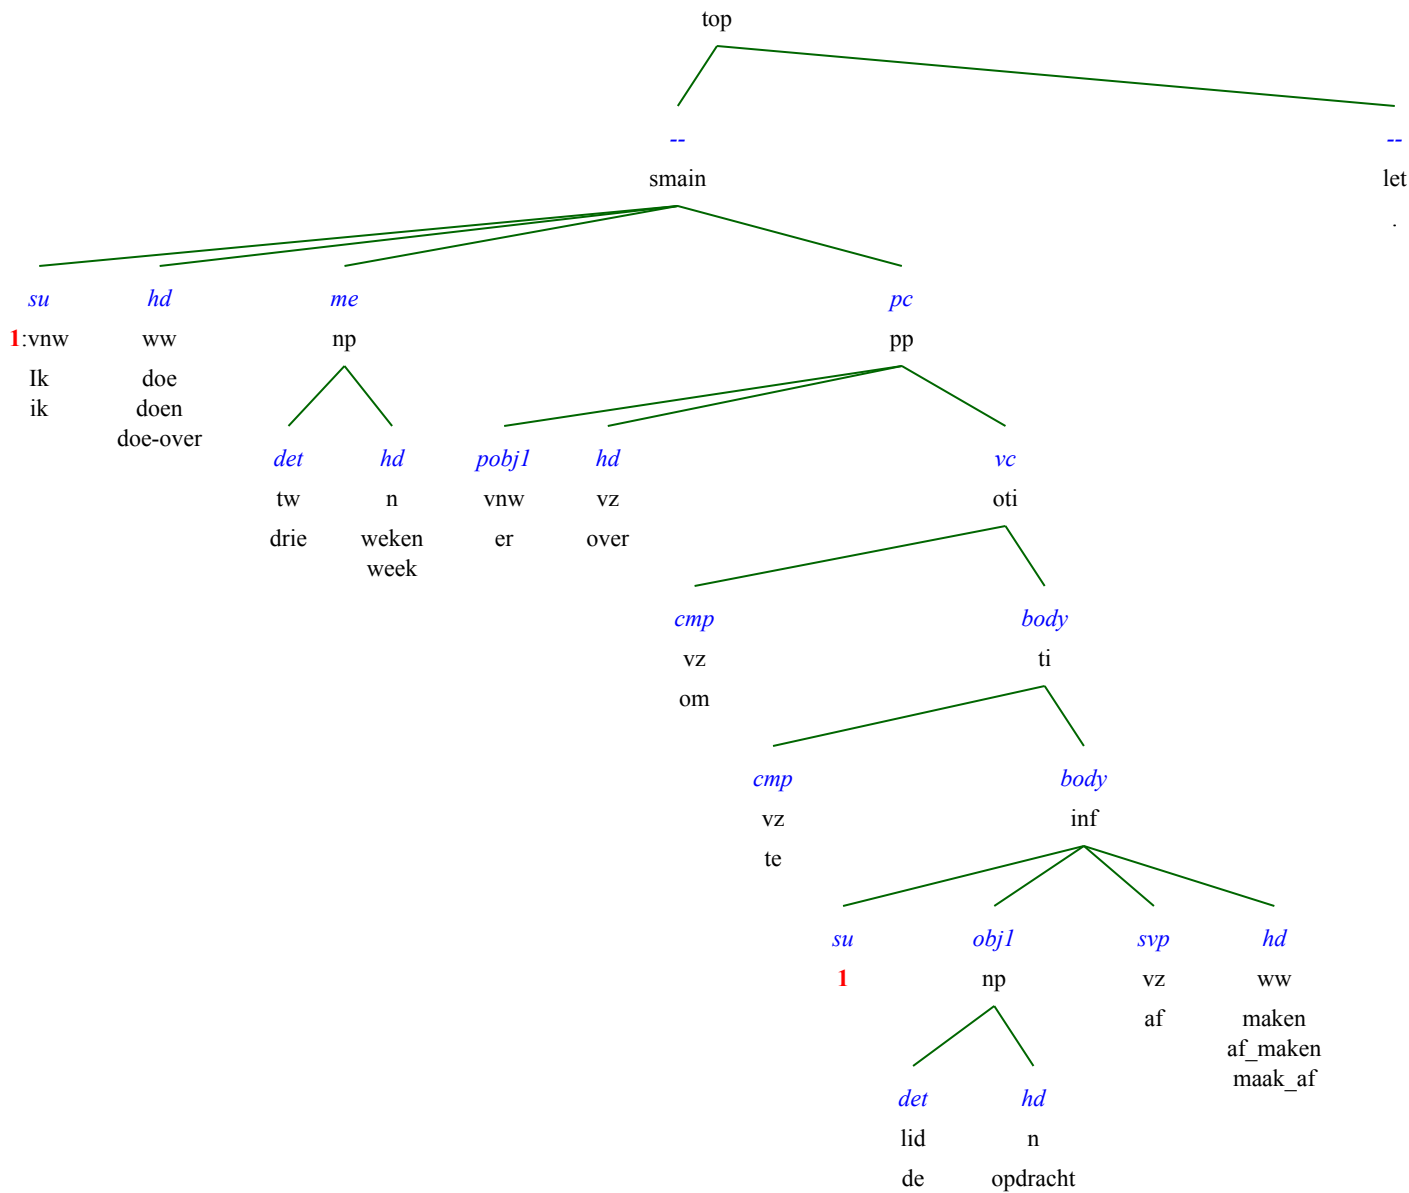 top
-- --
smain let
.
su hd me pc
1:vnw ww np pp
Ik doe
ik doen
doe-over
det hd pobj1 hd vc
tw n vnw vz oti
drie weken er over
week
cmp body
vz ti
om
cmp body
vz inf
te
su obj1 svp hd
1 np vz ww
af maken
af_maken
maak_af
det hd
lid n
de opdracht